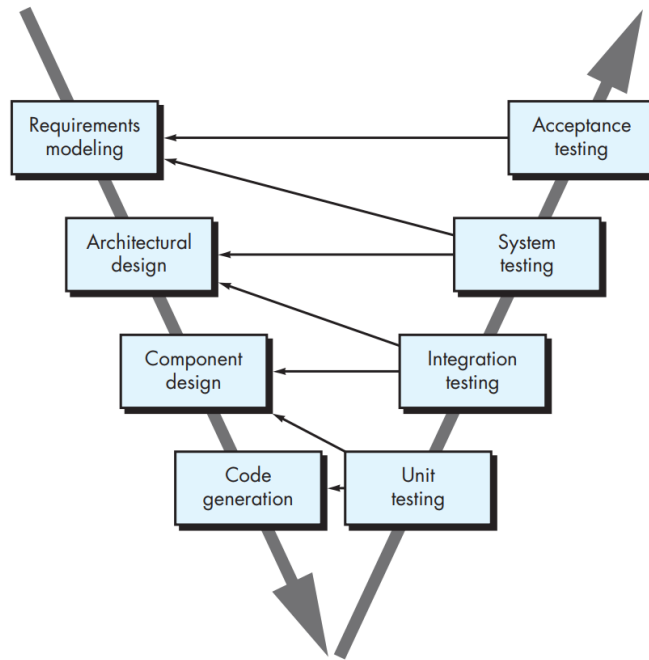 Requirements
modeling
Acceptance
testing
Architectural
design
System
testing
Component
design
Integration
testing
Code
generation
Unit
testing